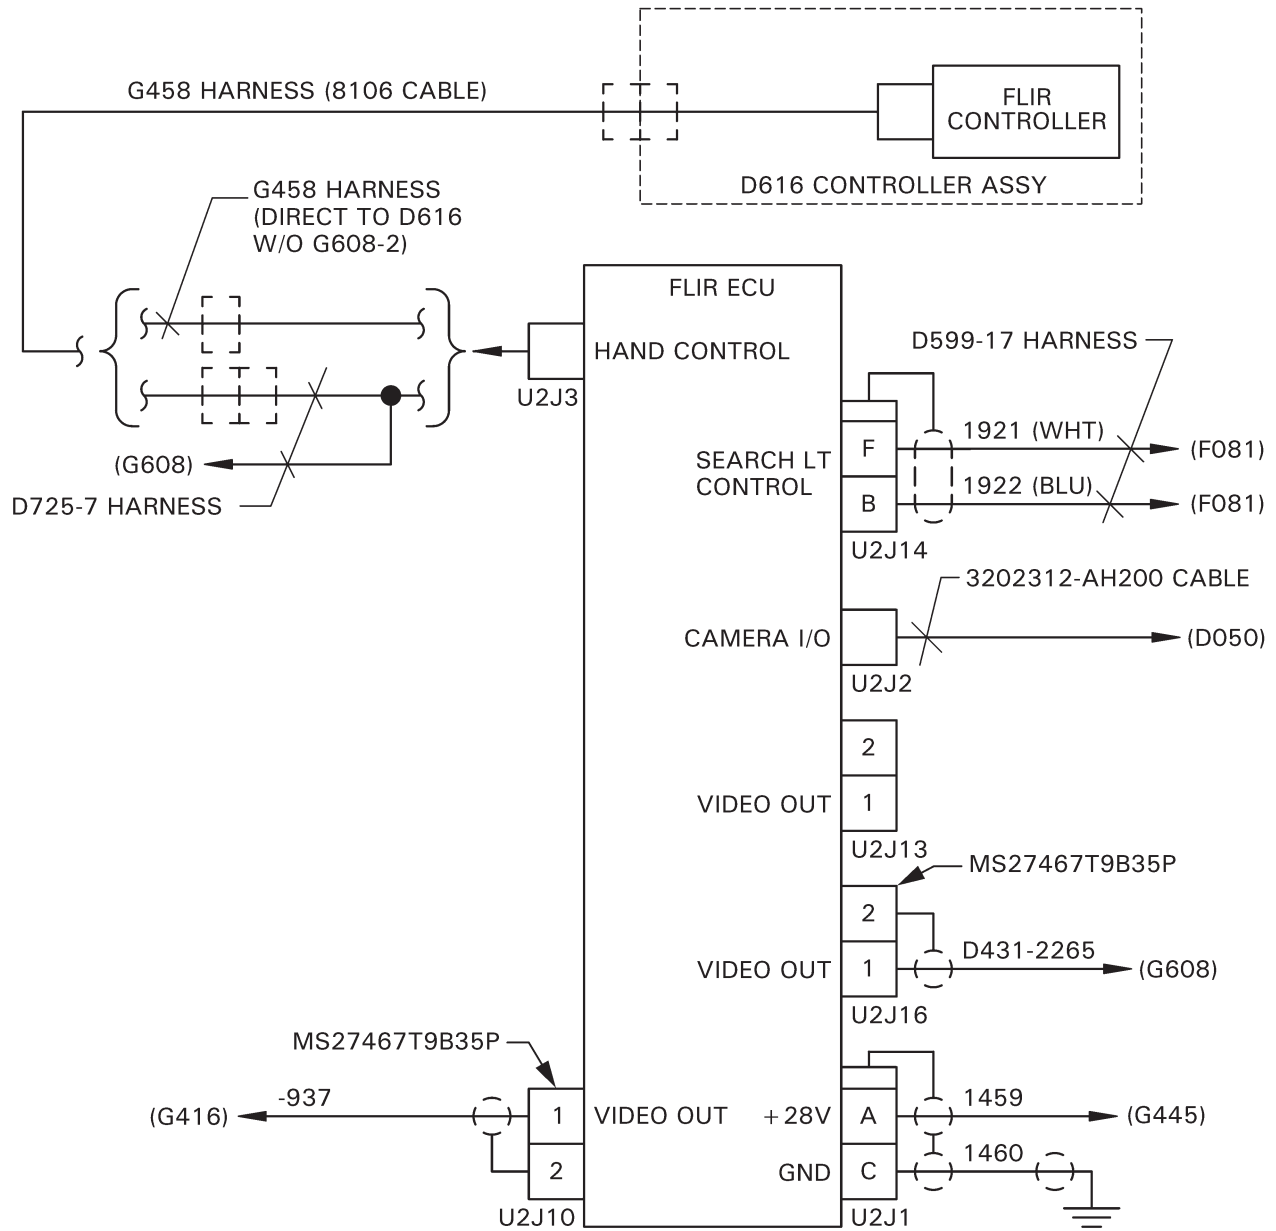 G458 HARNESS (8106 CABLE)
FLIR
CONTROLLER
D616 CONTROLLER ASSY
G458 HARNESS
(DIRECT TO D616
W/O G608-2)
FLIR ECU
HAND CONTROL
U2J3
(G608)
D725-7 HARNESS
D599-17 HARNESS
SEARCH LT
CONTROL
F
1921 (WHT)
(F081)
B
1922 (BLU)
(F081)
U2J14
3202312-AH200 CABLE
CAMERA I/O
(D050)
U2J2
2
VIDEO OUT
1
U2J13
MS27467T9B35P
2
VIDEO OUT
1
D431-2265
(G608)
U2J16
MS27467T9B35P
(G416)
-937
1
VIDEO OUT
2
U2J10
+28V
A
1459
(G445)
GND
C
1460
U2J1